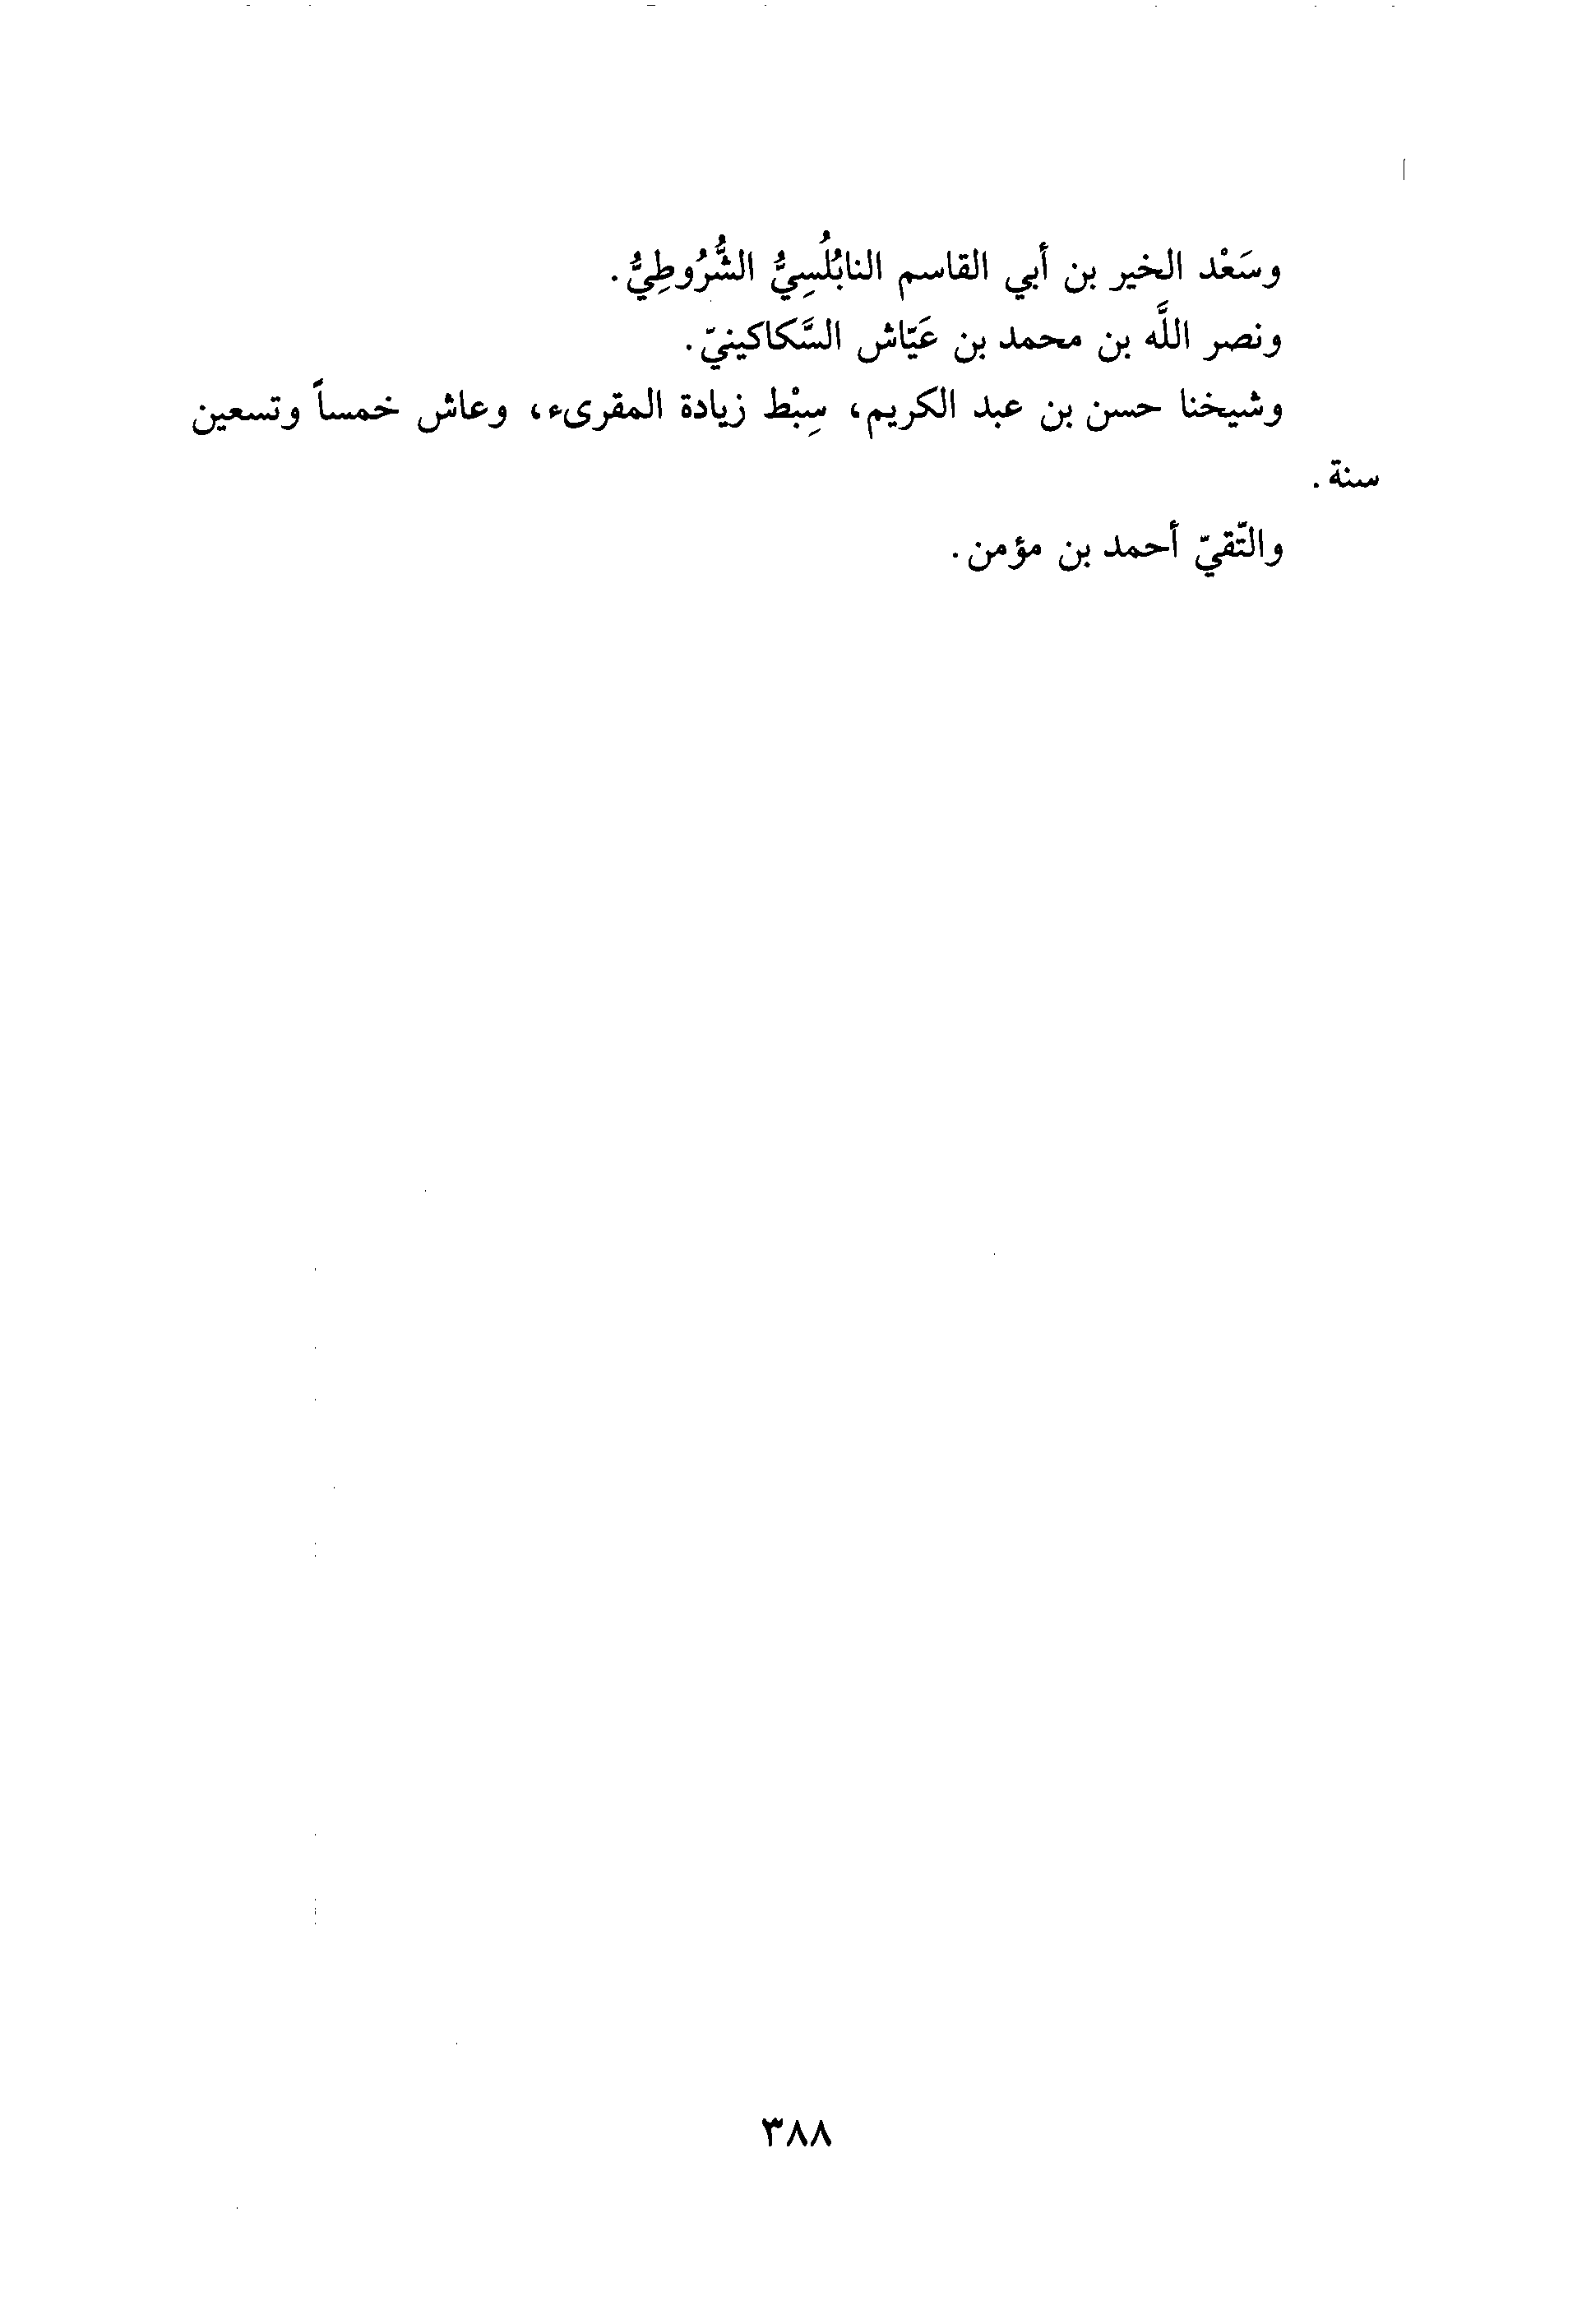 وسَعْد الخير بن أبي القاسم النابُلُسِيُّ الشُّرُوطِيُّ.
ونصر اللَّه بن محمد بن عَيّاش السَّكاكينيّ.
وشيخنا حسن بن عبد الكريم، سِبْط زيادة المقرىء، وعاش خمساً وتسعين
سنة.
والتّقيّ أحمد بن مؤمن.
٣٨٨